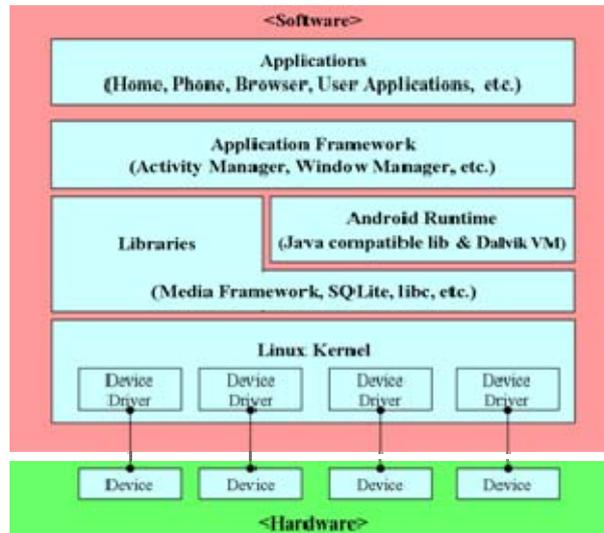 <Software>
Applications
(Home, Phone, Browser, User Applications, etc.)
Application Framework
(Activity Manager, Window Manager, etc.)
Libraries
Android Runtime
(Java compatible lib & Dalvik VM)
(Media Framework, SQLite, libc, etc.)
Linux Kernel
Device Driver
Device Driver
Device Driver
Device Driver
Device
Device
Device
Device
<Hardware>